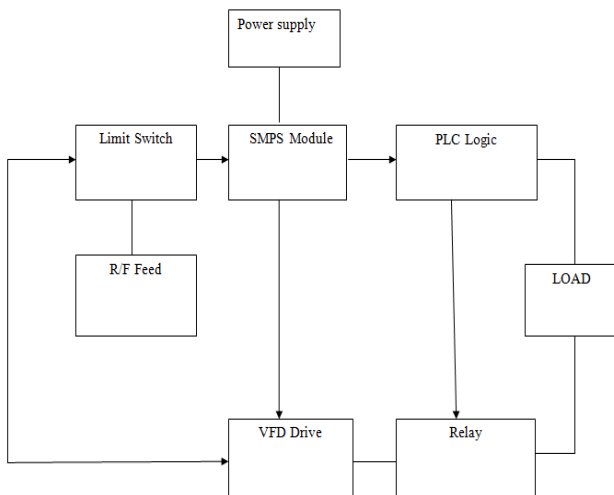 Power supply
Limit Switch
SMPS Module
PLC Logic
R/F Feed
LOAD
VFD Drive
Relay